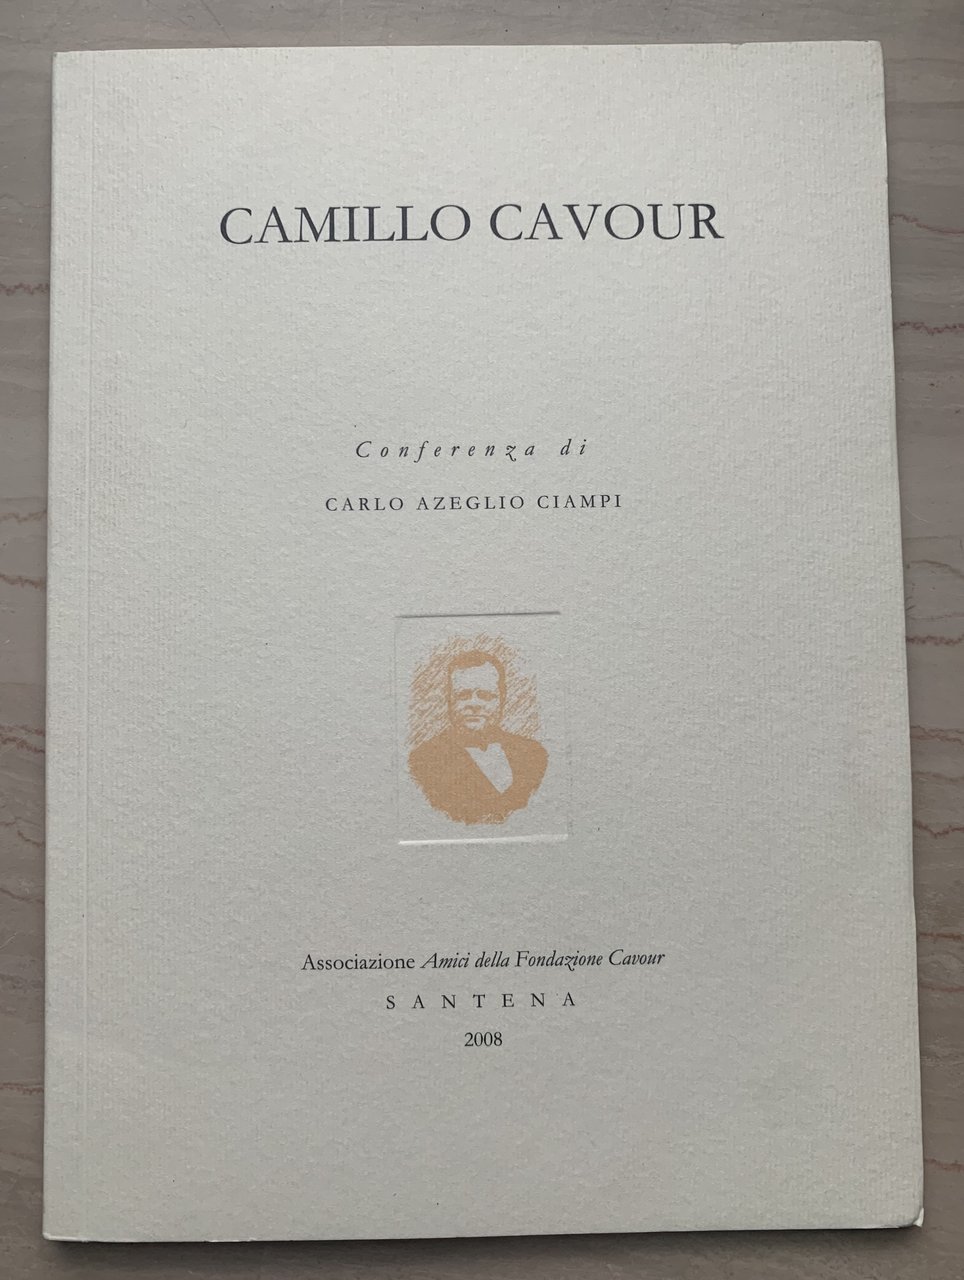 CAMILLO CAVOUR
Conferenza di
CARLO AZEGLIO CIAMPI
Associazione Amici della Fondazione Cavour
SANTENA
2008